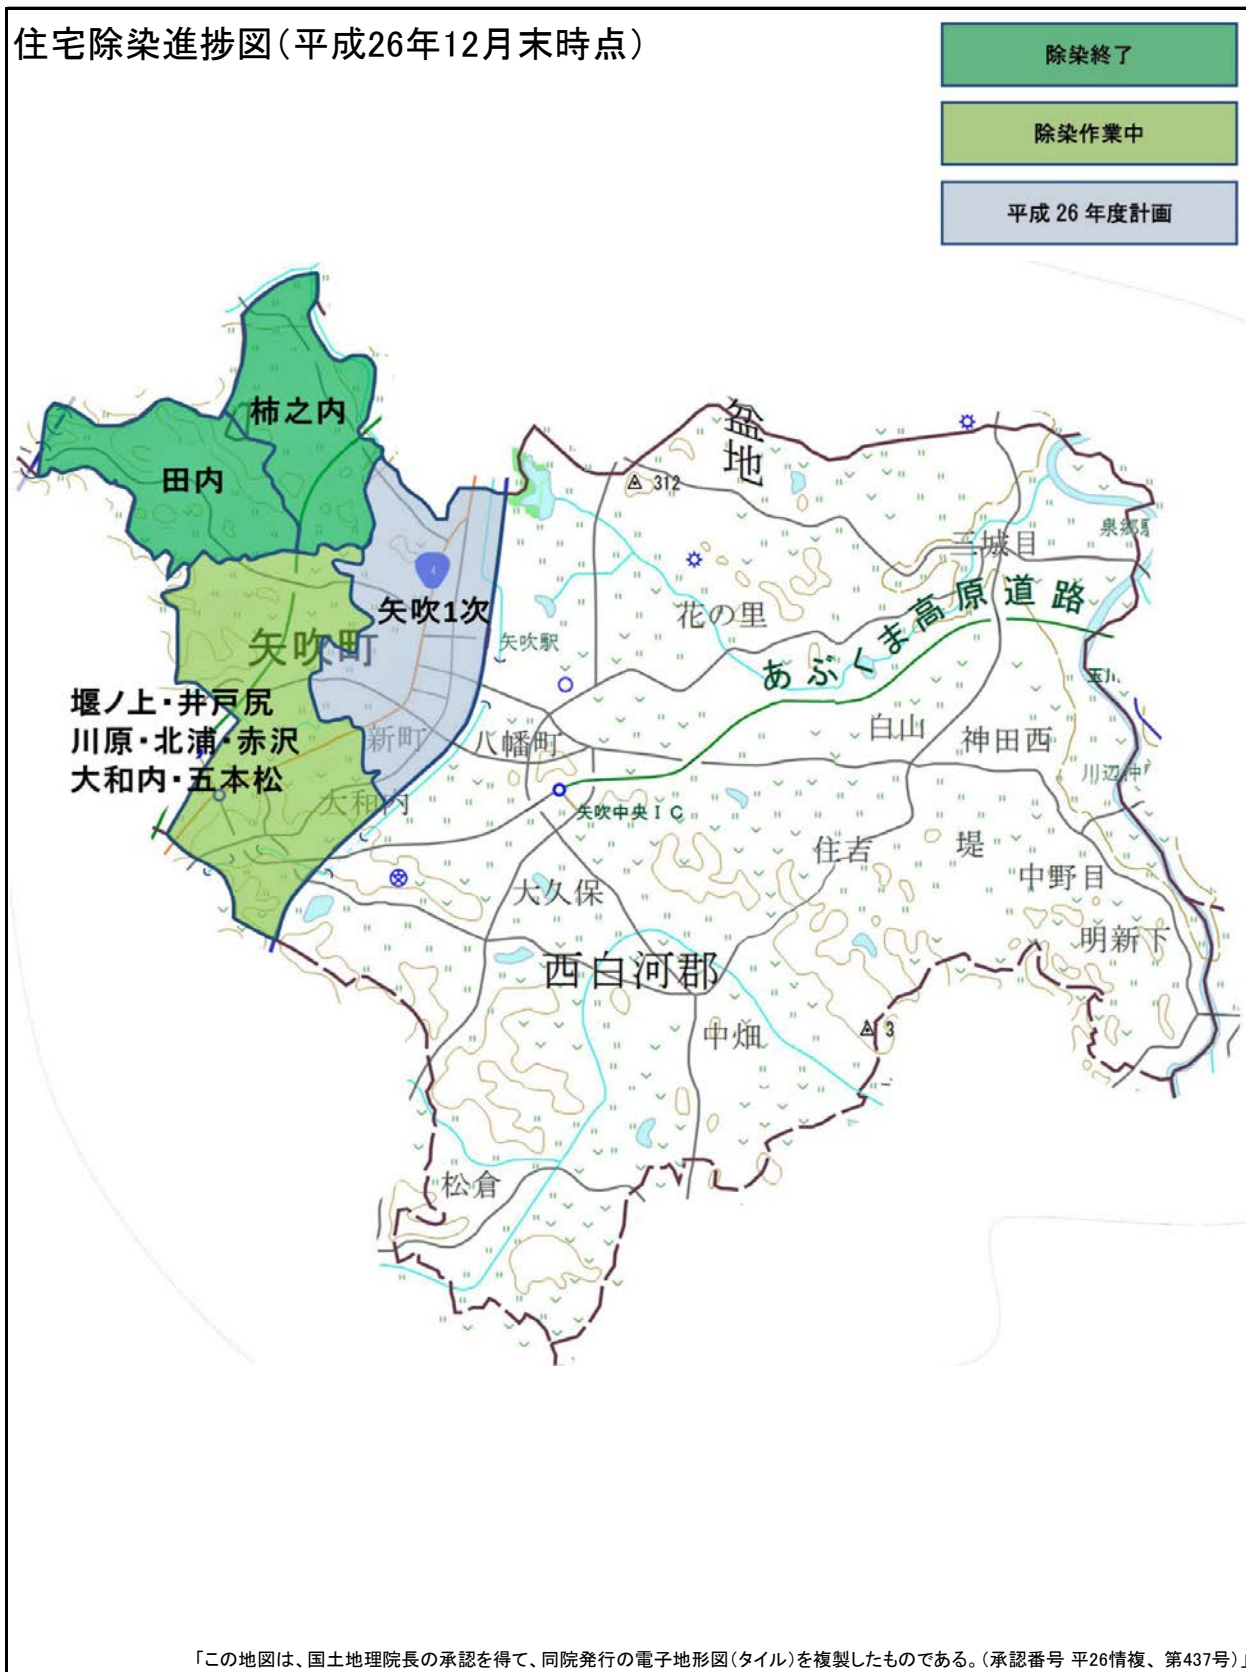 住宅除染進捗図(平成26年12月末時点)
除染終了
除染作業中
平成 26 年度計画
柿之内
田内
盆地
312
三城目
泉郷駅
4
矢吹1次
花の里
あぶくま高原道路
矢吹駅
矢吹町
堰ノ上・井戸尻
川原・北浦・赤沢
大和内・五本松
新町
八幡町
白山
神田西
大和内
矢吹中央IC
住吉
堤
中野目
大久保
明新下
西白河郡
中畑
3
松倉
「この地図は、国土地理院長の承認を得て、同院発行の電子地形図(タイル)を複製したものである。(承認番号 平26情複、 第437号)」